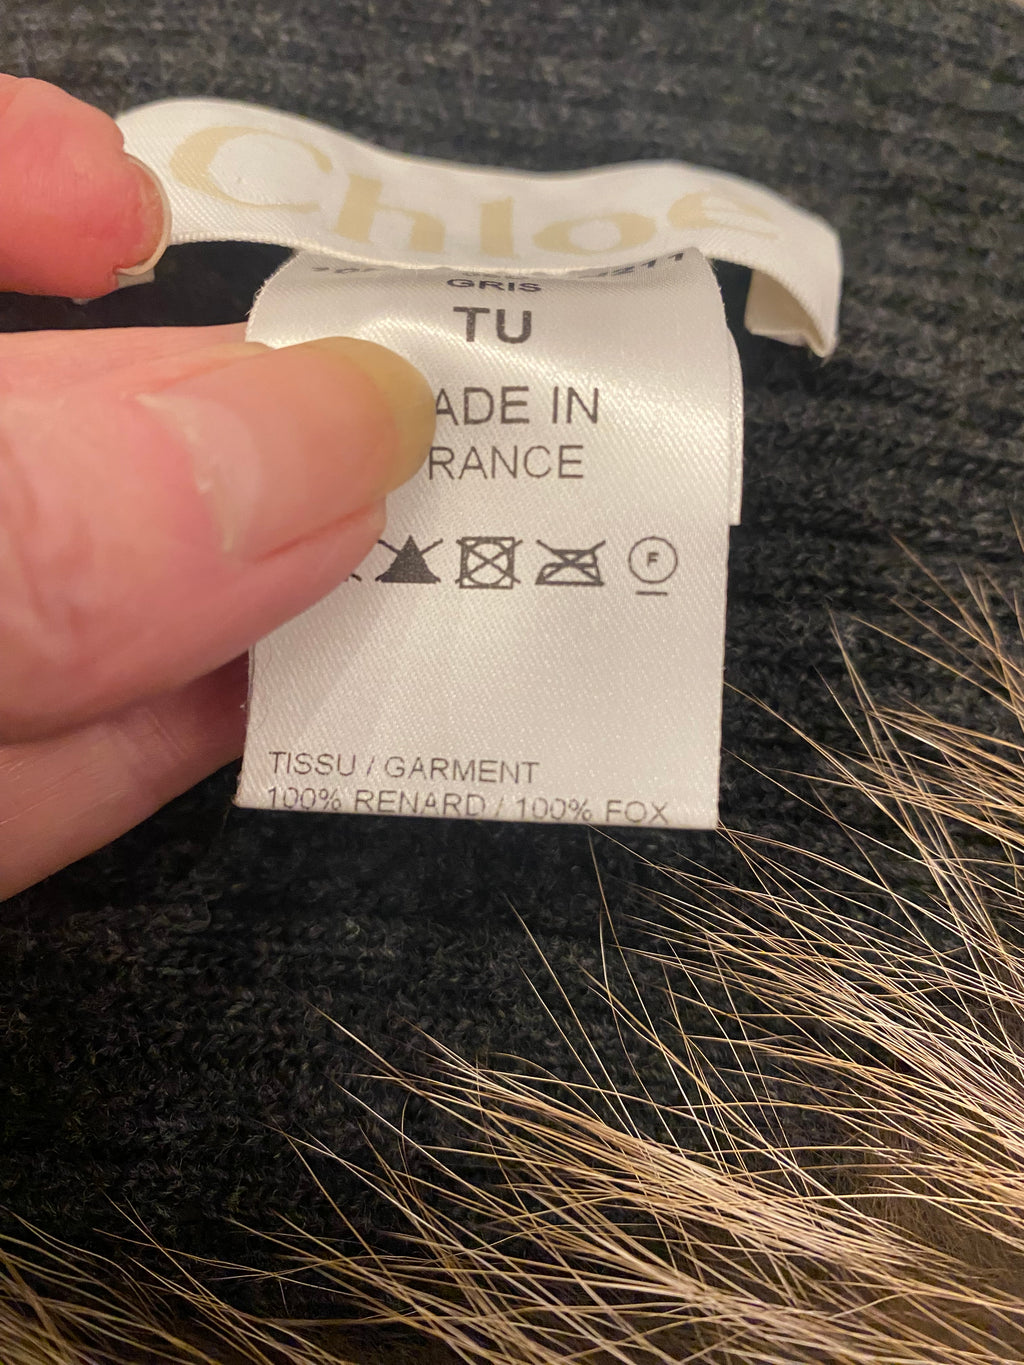 Chloé
GRIS
TU
ADE IN
RANCE
F
TISSU / GARMENT
100% RENARD / 100% FOX